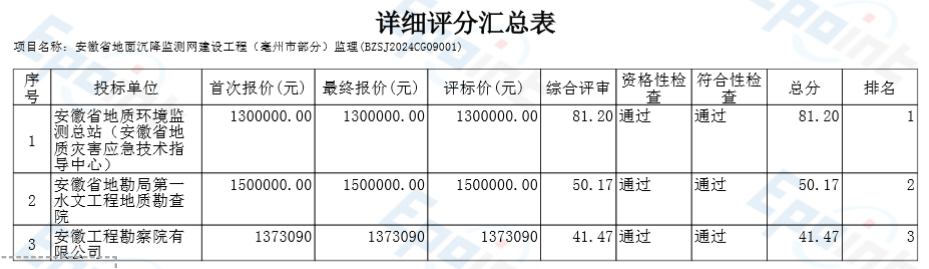 详细评分汇总表
项目名称：安徽省地面沉降监测网建设工程（亳州市部分）监理(BZSJ2024CG09001)
序号 投标单位 首次报价(元) 最终报价(元) 评标价(元) 综合评审 资格性检查 符合性检查 总分 排名
1 安徽省地质环境监测总站（安徽省地质灾害应急技术指导中心） 1300000.00 1300000.00 1300000.00 81.20 通过 通过 81.20 1
2 安徽省地勘局第一水文工程地质勘查院 1500000.00 1500000.00 1500000.00 50.17 通过 通过 50.17 2
3 安徽工程勘察院有限公司 1373090 1373090 1373090 41.47 通过 通过 41.47 3